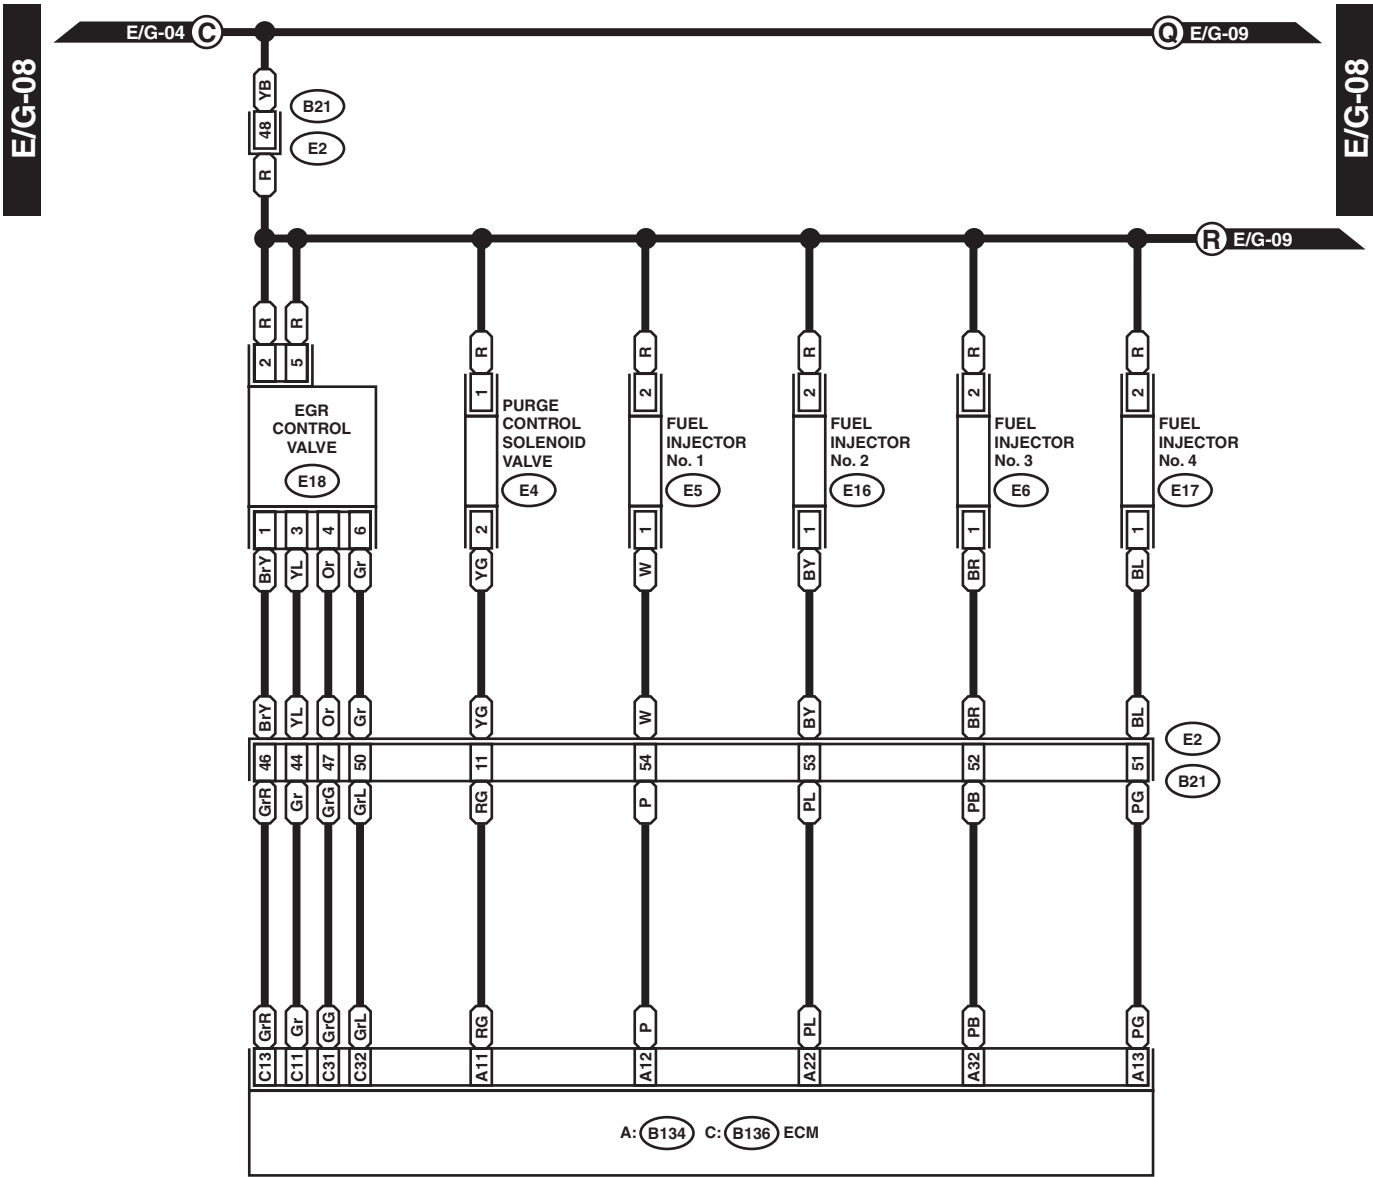 E/G-08
E/G-04 C
Q E/G-09
E/G-08
YB
B21
48
E2
R
R E/G-09
R R R R R R R
2 5 1 2 2 2 2
EGR
CONTROL
VALVE
E18
PURGE
CONTROL
SOLENOID
VALVE
E4
FUEL
INJECTOR
No. 1
E5
FUEL
INJECTOR
No. 2
E16
FUEL
INJECTOR
No. 3
E6
FUEL
INJECTOR
No. 4
E17
1 3 4 6 2 1 1 1 1
BrY YL Or Gr YG W BY BR BL
BrY YL Or Gr YG W BY BR BL
E2
46 44 47 50 11 54 53 52 51
B21
GrR Gr GrG GrL RG P PL PB PG
GrR Gr GrG GrL RG P PL PB PG
C13 C11 C31 C32 A11 A12 A22 A32 A13
A: B134 C: B136 ECM